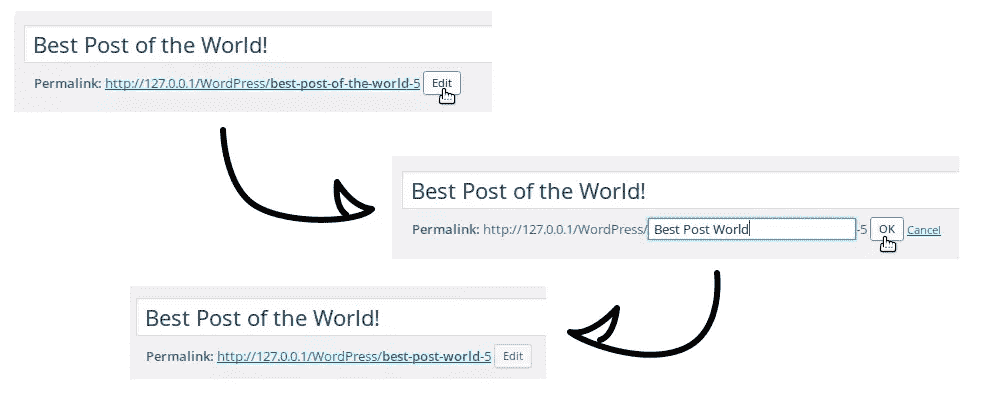 Best Post of the World!
Permalink: http://127.0.0.1/WordPress/best-post-of-the-world-5 Edit
Best Post of the World!
Permalink: http://127.0.0.1/WordPress/Best Post World-5 OK Cancel
Best Post of the World!
Permalink: http://127.0.0.1/WordPress/best-post-world-5 Edit